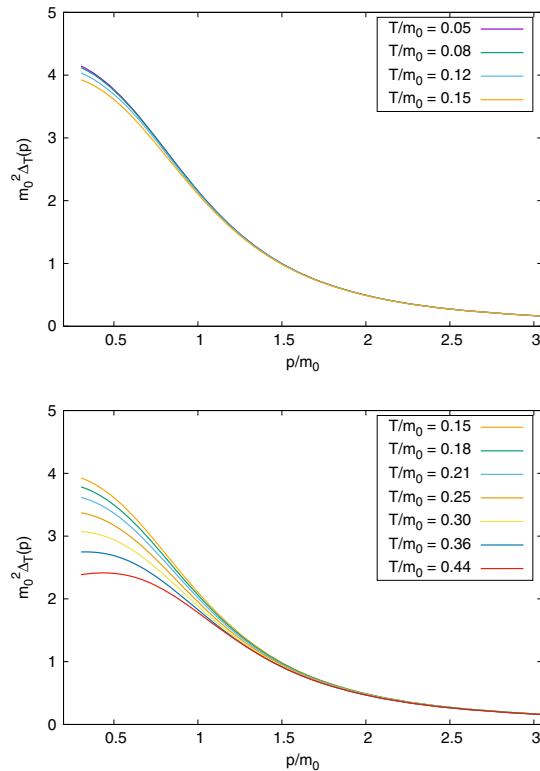 5
4
3
2
1
0
m₀²Δ_T(p)
T/m₀ = 0.05
T/m₀ = 0.08
T/m₀ = 0.12
T/m₀ = 0.15
0.5 1 1.5 2 2.5 3
p/m₀
5
4
3
2
1
0
m₀²Δ_T(p)
T/m₀ = 0.15
T/m₀ = 0.18
T/m₀ = 0.21
T/m₀ = 0.25
T/m₀ = 0.30
T/m₀ = 0.36
T/m₀ = 0.44
0.5 1 1.5 2 2.5 3
p/m₀